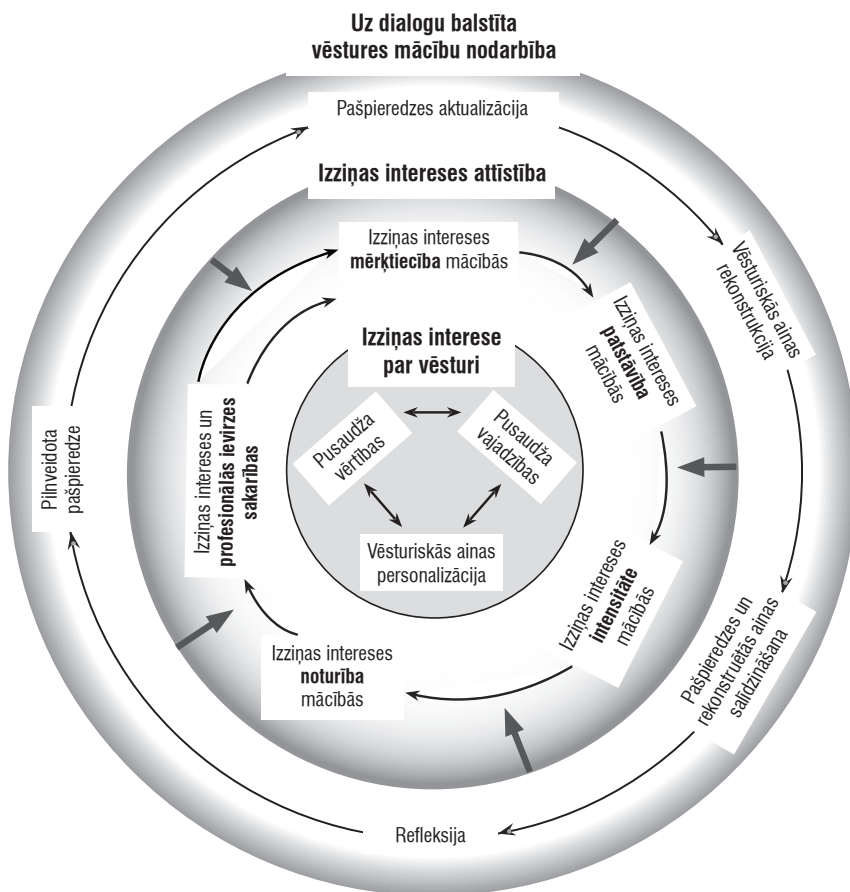 Uz dialogu balstīta
vēstures mācību nodarbība
Pašpieredzes aktualizācija
Vēsturiskās ainas
rekonstrukcija
Pašpieredzes un
rekonstruētās ainas
salīdzināšana
Refleksija
Pilnveidota
pašpieredze
Izziņas intereses attīstība
Izziņas intereses
mērķtiecība mācībās
Izziņas intereses
patstāvība
mācībās
Izziņas intereses
intensitāte
mācībās
Izziņas intereses
noturība
mācībās
Izziņas intereses un
profesionālās ievirzes
sakarības
Izziņas interese
par vēsturi
Pusaudža
vērtības
Pusaudža
vajadzības
Vēsturiskās ainas
personalizācija